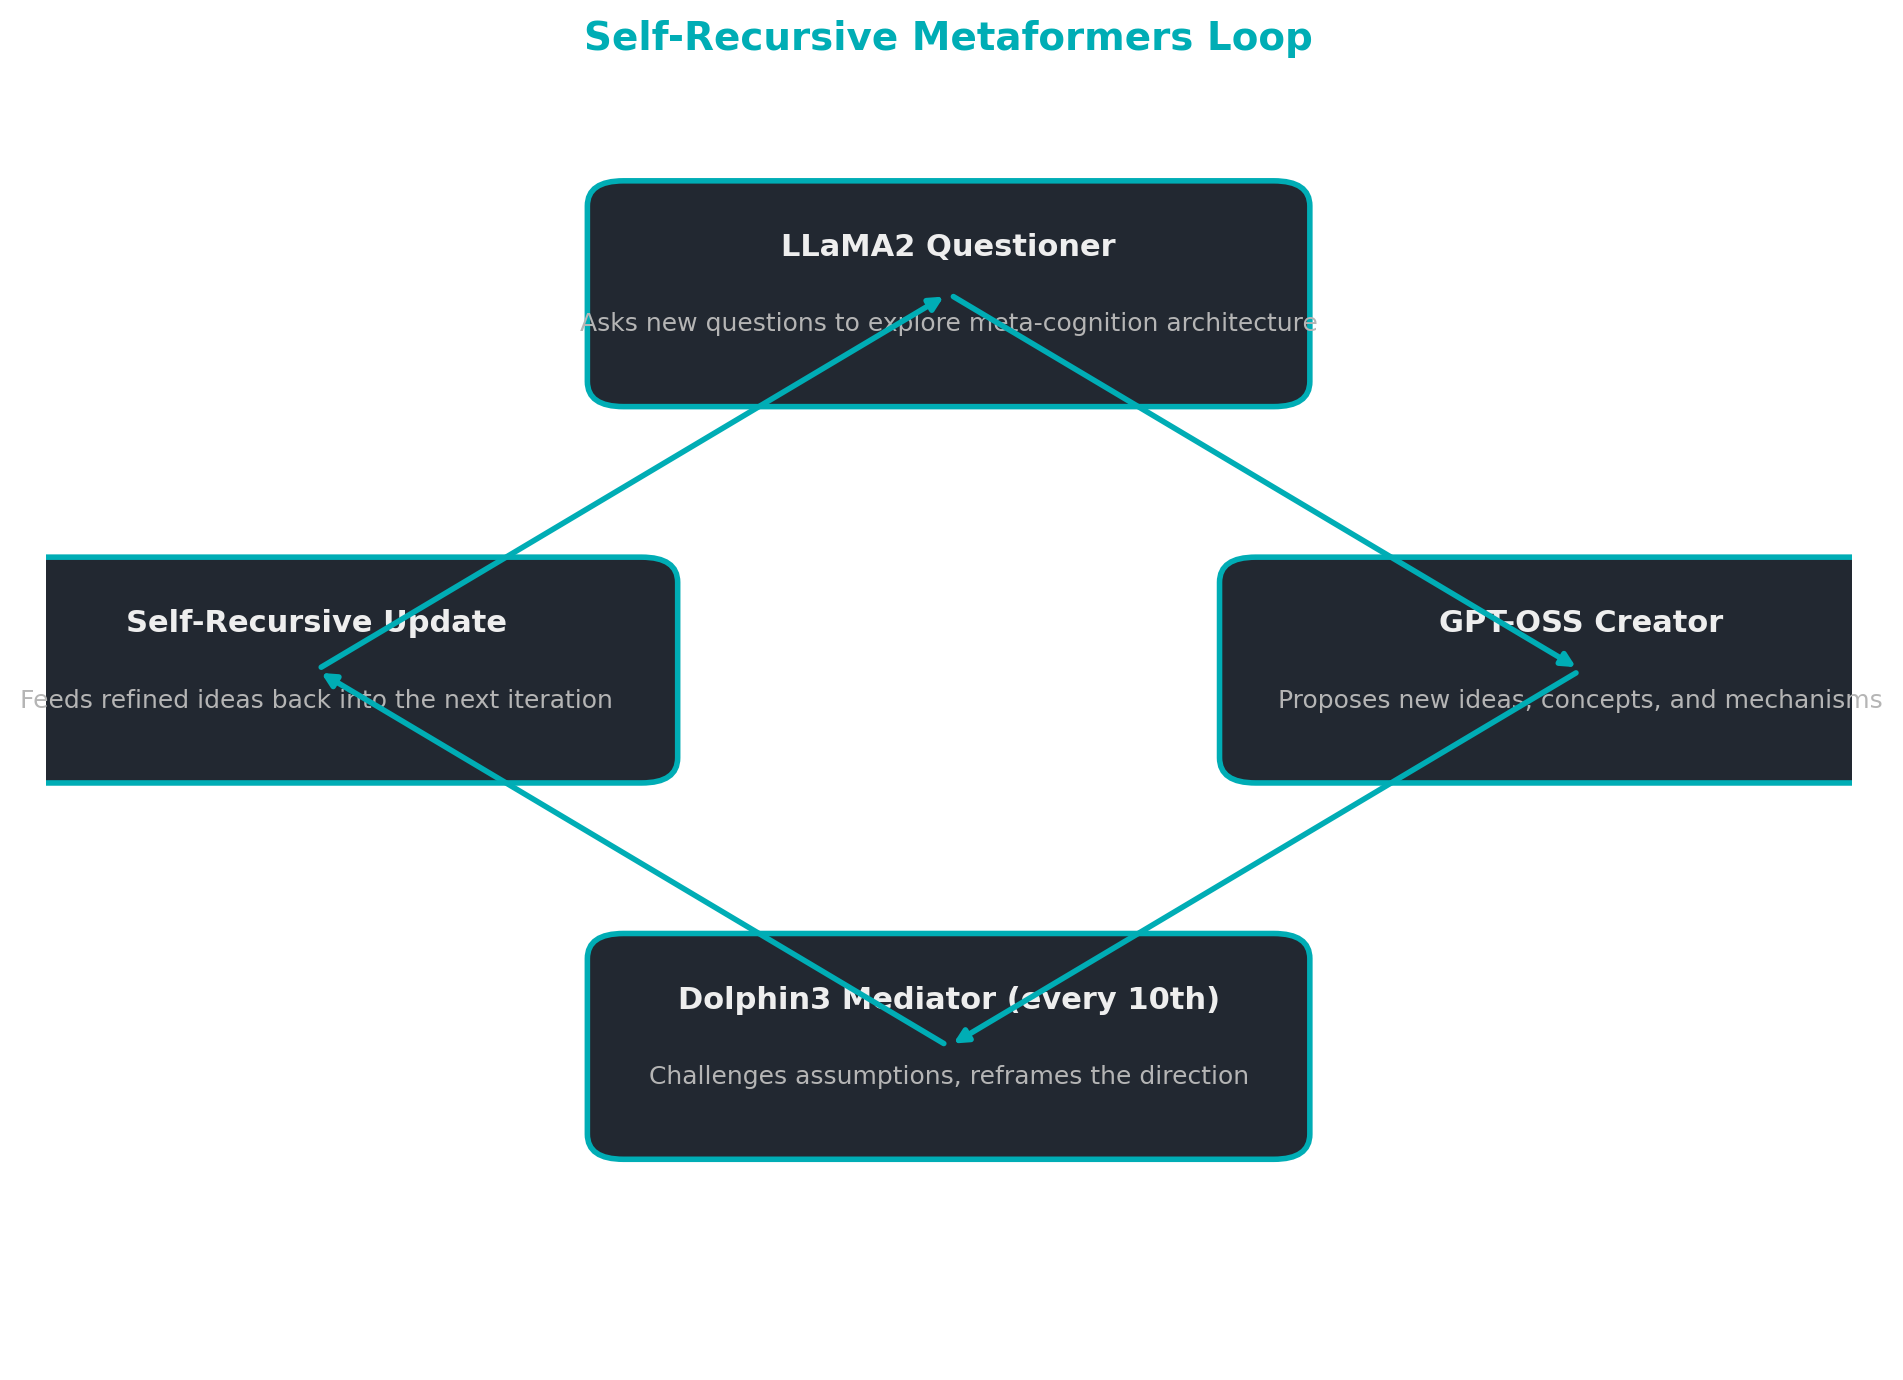 Self-Recursive Metaformers Loop
LLaMA2 Questioner
Asks new questions to explore meta-cognition architecture
Self-Recursive Update
Feeds refined ideas back into the next iteration
GPT-OSS Creator
Proposes new ideas, concepts, and mechanisms
Dolphin3 Mediator (every 10th)
Challenges assumptions, reframes the direction